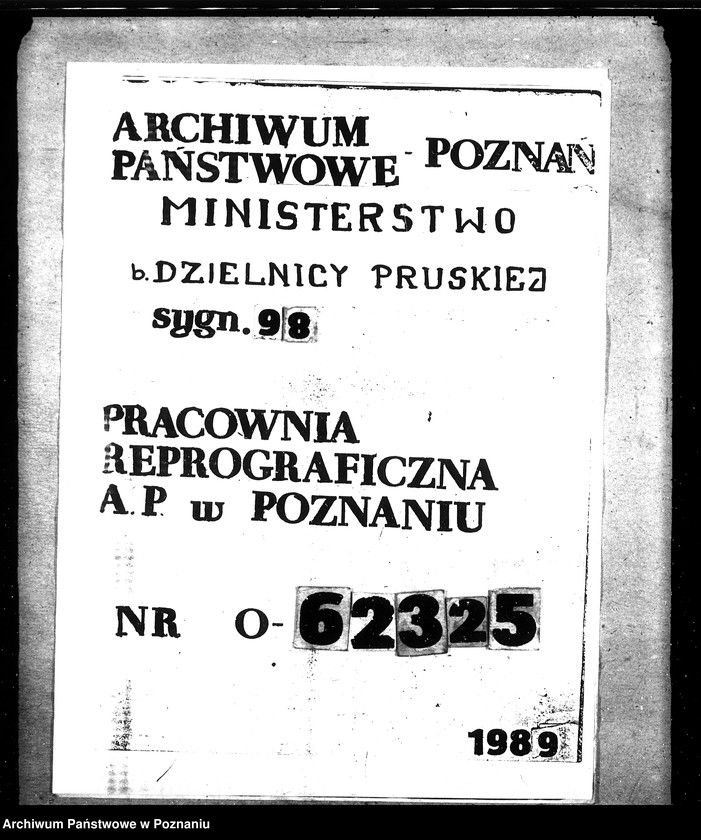 ARCHIWUM
PAŃSTWOWE - POZNAŃ
MINISTERSTWO
b. DZIELNICY PRUSKIEJ
sygn. 98
PRACOWNIA
REPROGRAFICZNA
A.P. w POZNANIU
NR O-62325
1989
Archiwum Państwowe w Poznaniu